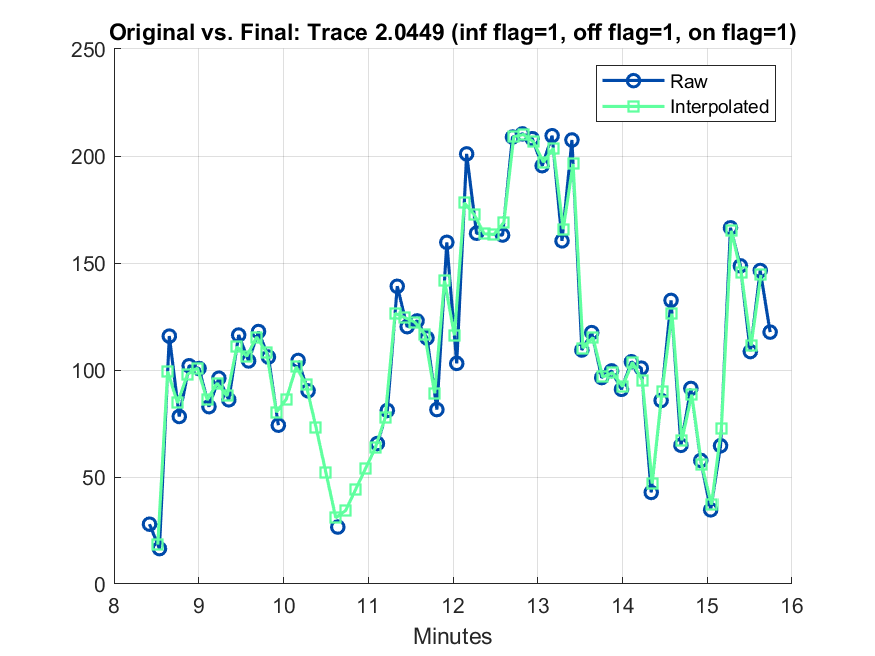 Original vs. Final: Trace 2.0449 (inf flag=1, off flag=1, on flag=1)
250
200
150
100
50
0
Raw
Interpolated
8 9 10 11 12 13 14 15 16
Minutes